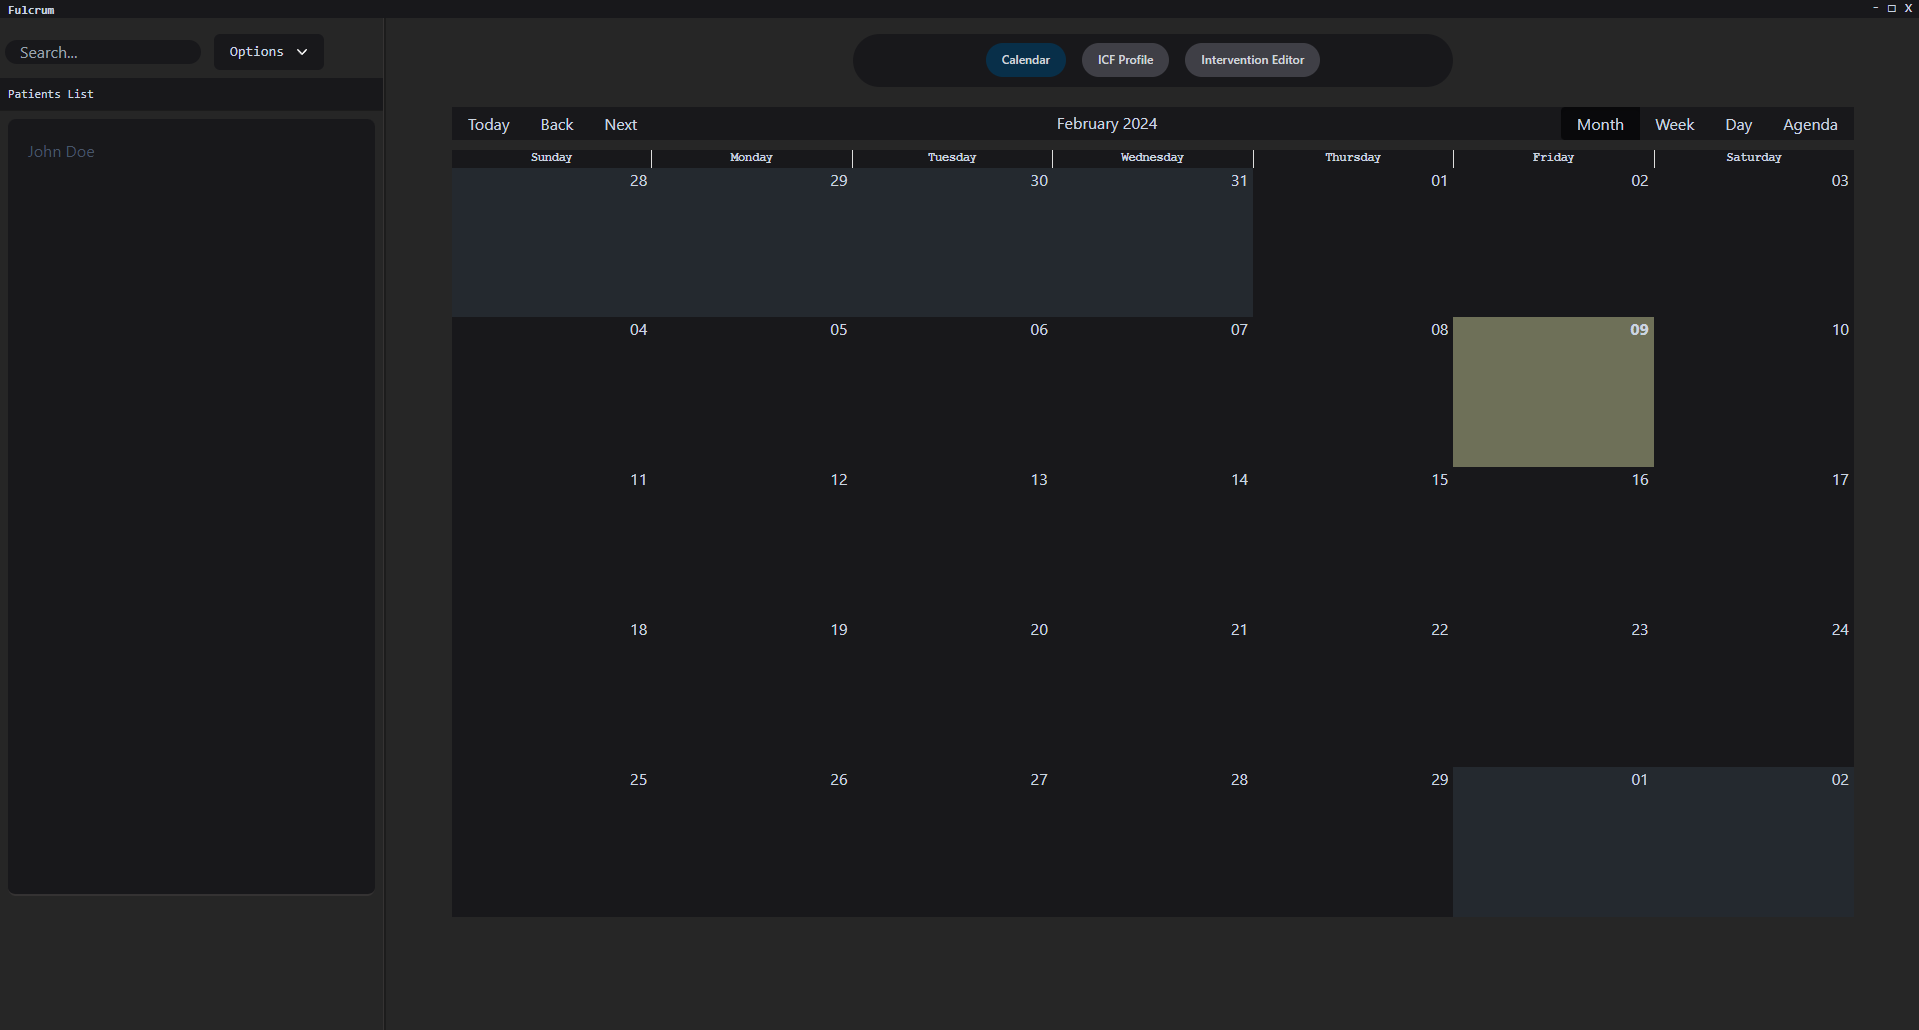 Fulcrum - □ X
Search... Options
Calendar ICF Profile Intervention Editor
Patients List
John Doe
Today Back Next February 2024 Month Week Day Agenda
Sunday Monday Tuesday Wednesday Thursday Friday Saturday
28 29 30 31 01 02 03
04 05 06 07 08 09 10
11 12 13 14 15 16 17
18 19 20 21 22 23 24
25 26 27 28 29 01 02